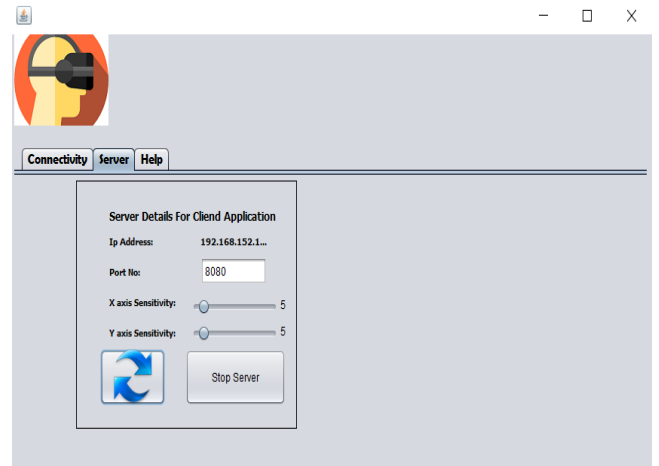 Connectivity Server Help
Server Details For Cliend Application
Ip Address: 192.168.152.1...
Port No: 8080
X axis Sensitivity: 5
Y axis Sensitivity: 5
Stop Server